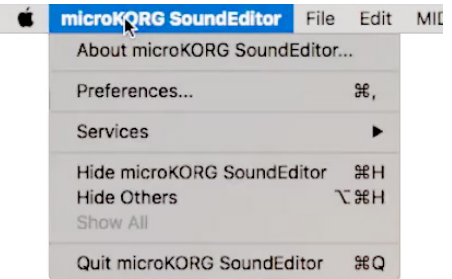 microKORG SoundEditor File Edit
About microKORG SoundEditor...
Preferences... ⌘,
Services ▶
Hide microKORG SoundEditor ⌘H
Hide Others ⌥⌘H
Show All
Quit microKORG SoundEditor ⌘Q